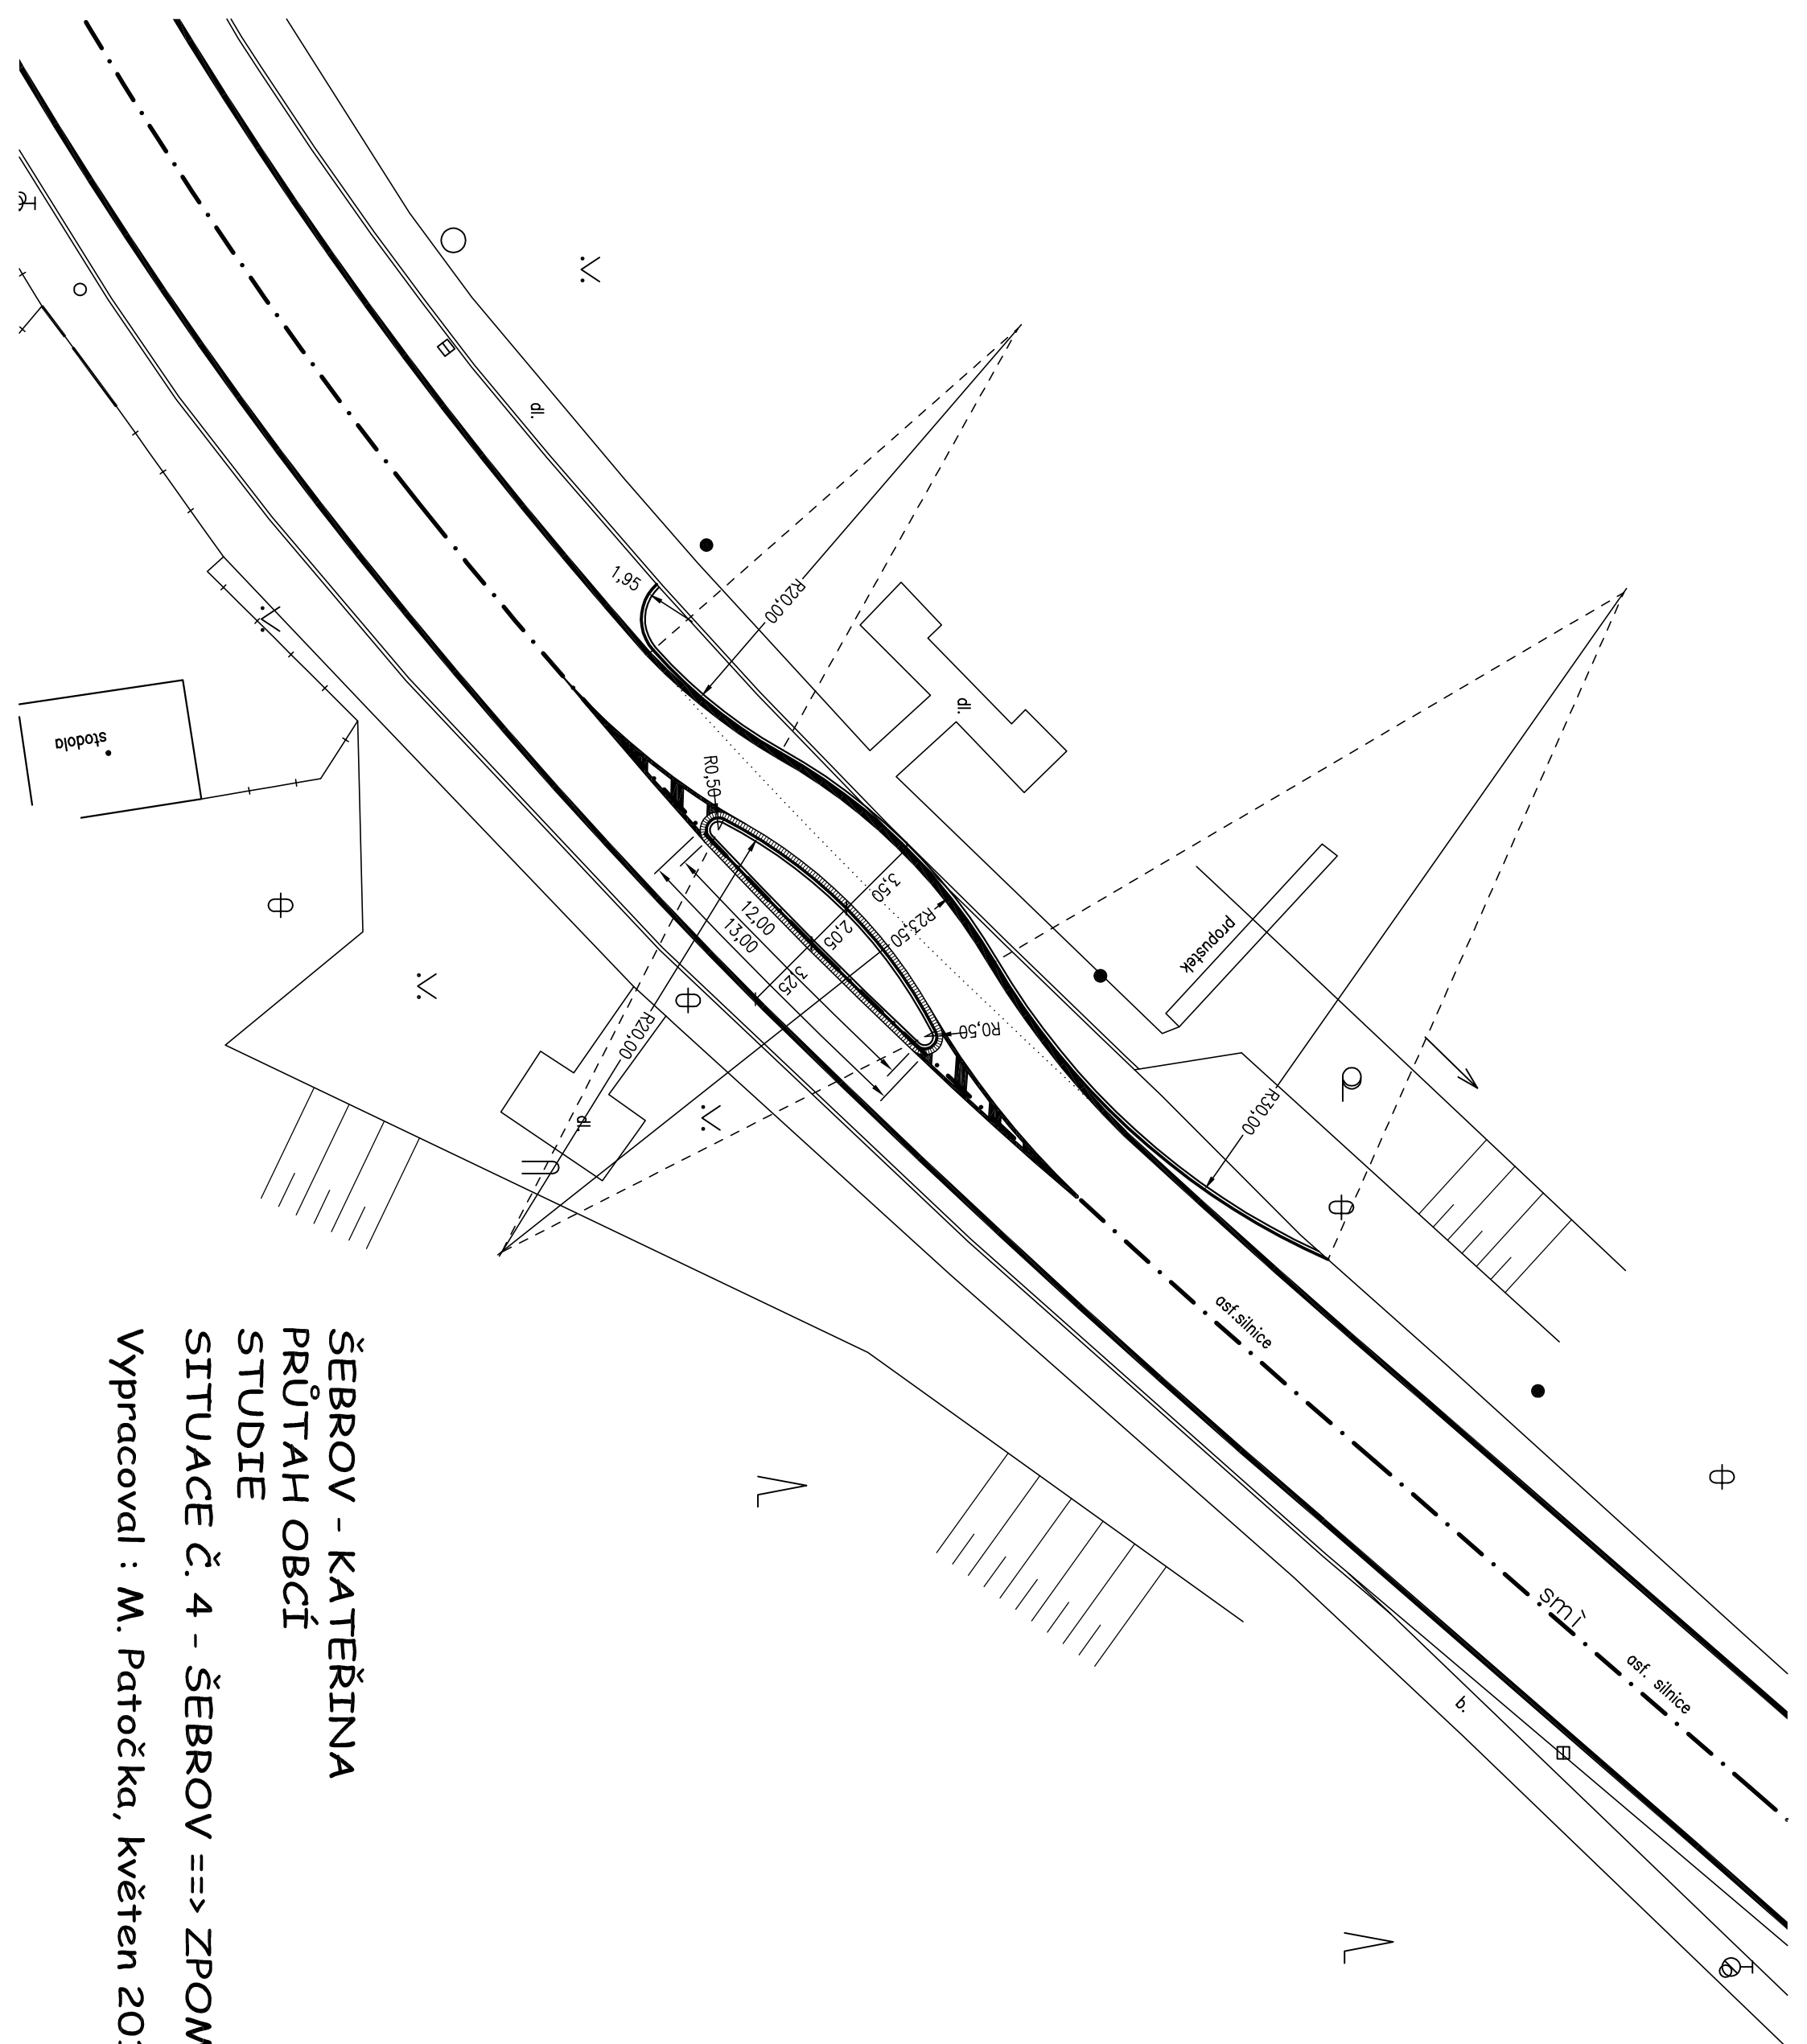 ŠEBROV - KATEŘINA
PRŮTAH OBCÍ
STUDIE
SITUACE Č. 4 - ŠEBROV ==> ZPOM
Vypracoval : M. Patočka, květen 20
dl.
1,95
R20,00
dl.
stodola
R0,50
3,50
R23,50
2,05
12,00
13,00
3,25
R0,50
R20,00
dl.
propustek
R30,00
asf.silnice
smì
asf. silnice
b.